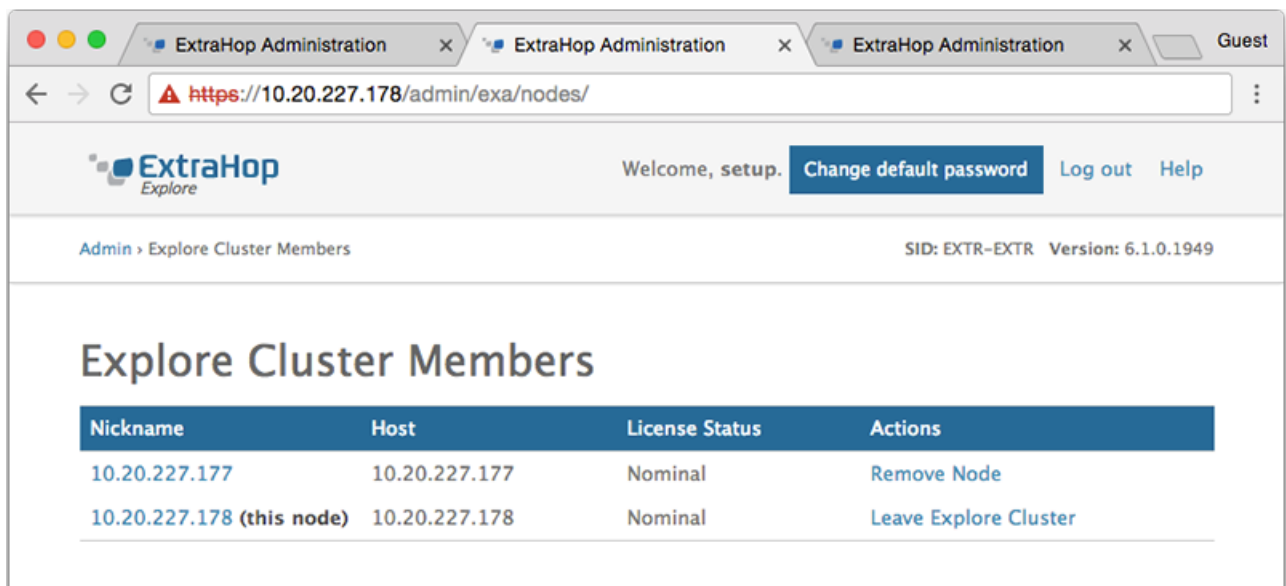 ExtraHop Administration ExtraHop Administration ExtraHop Administration Guest
https://10.20.227.178/admin/exa/nodes/
ExtraHop
Explore
Welcome, setup. Change default password Log out Help
Admin › Explore Cluster Members SID: EXTR-EXTR Version: 6.1.0.1949
Explore Cluster Members
Nickname Host License Status Actions
10.20.227.177 10.20.227.177 Nominal Remove Node
10.20.227.178 (this node) 10.20.227.178 Nominal Leave Explore Cluster